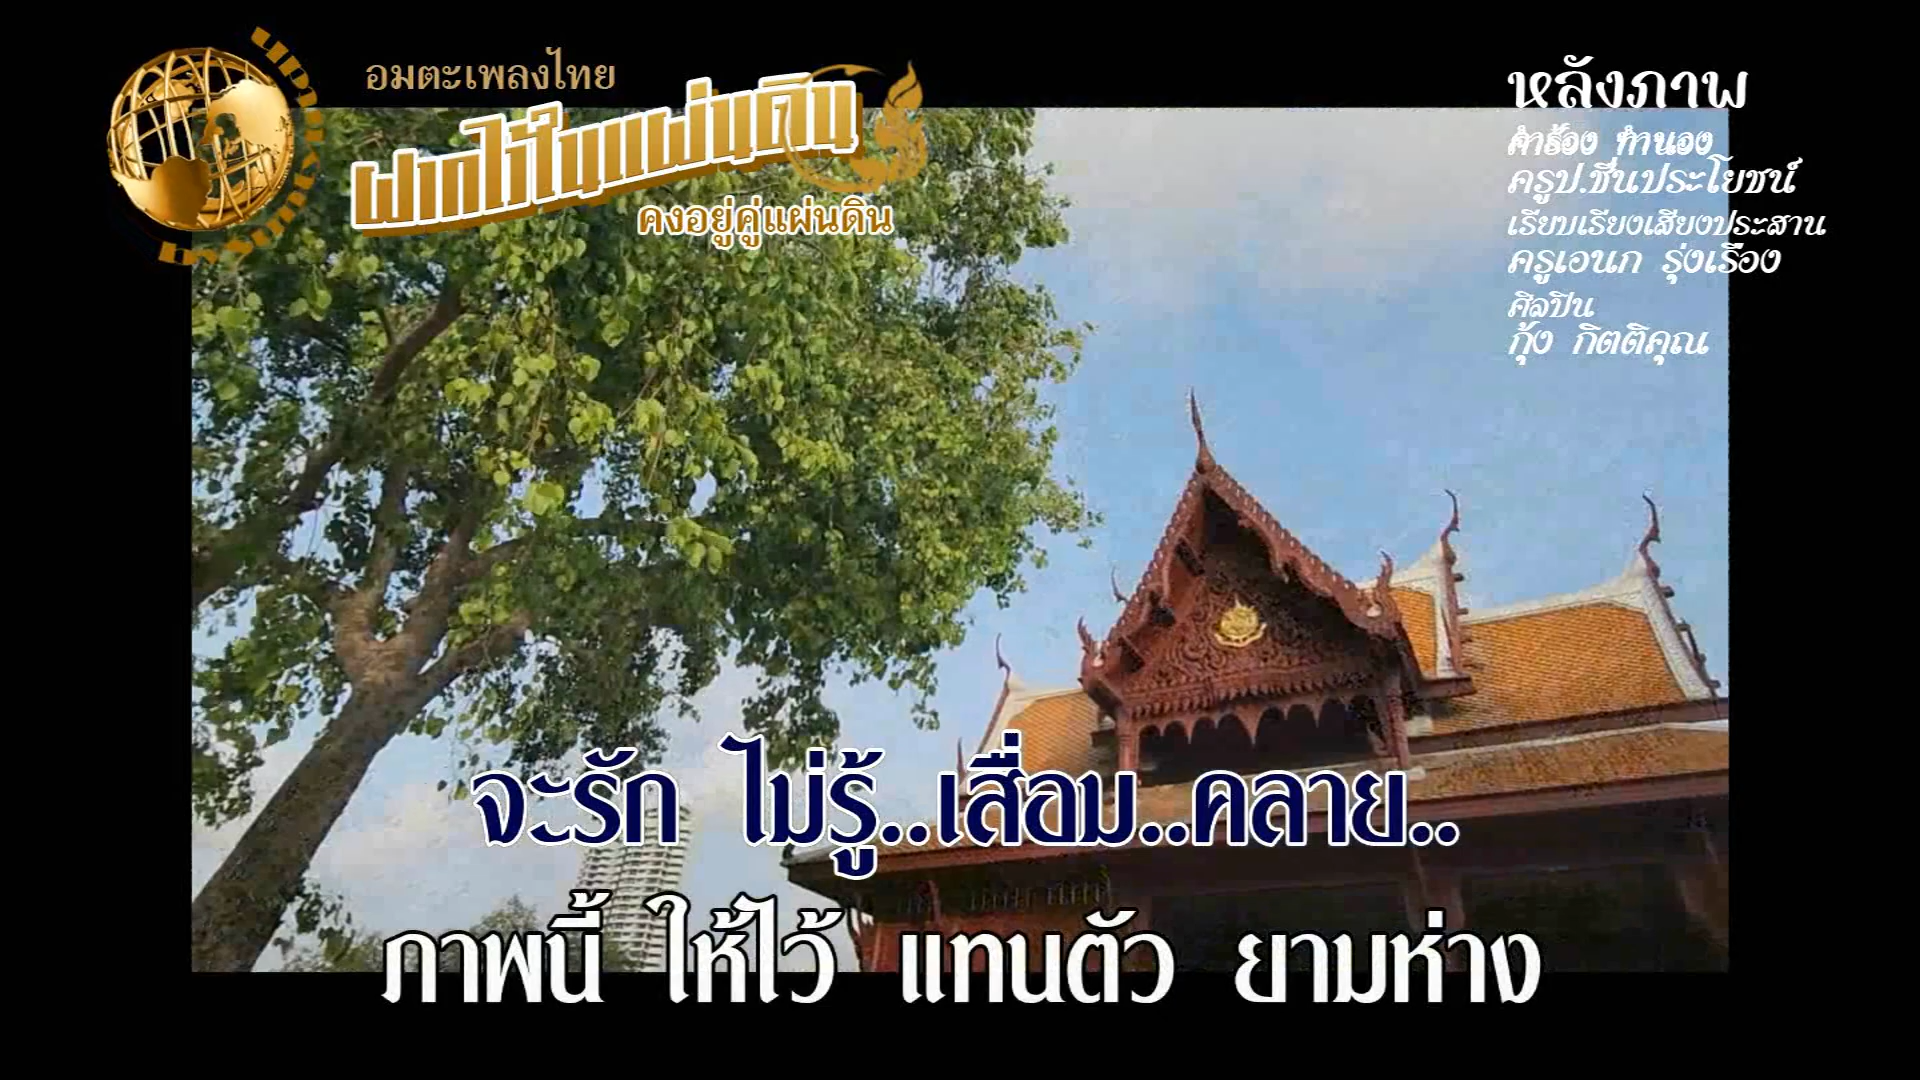 อมตะเพลงไทย
ฝากไว้ในแผ่นดิน
คงอยู่คู่แผ่นดิน
หลังภาพ
คำร้อง ทำนอง
ครูป.ชื่นประโยชน์
เรียบเรียงเสียงประสาน
ครูเอนก รุ่งเรือง
ศิลปิน
กุ้ง กิตติคุณ
จะรัก ไม่รู้..เสื่อม..คลาย..
ภาพนี้ ให้ไว้ แทนตัว ยามห่าง